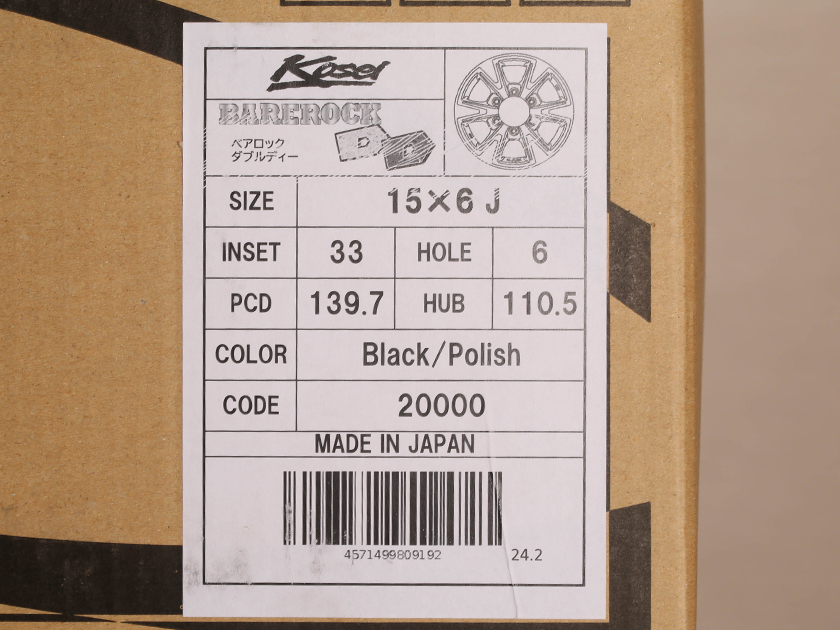 Kosei
BAREROCK
ベアロック
ダブルディー
D D
SIZE 15×6 J
INSET 33 HOLE 6
PCD 139.7 HUB 110.5
COLOR Black/Polish
CODE 20000
MADE IN JAPAN
4571499809192
24.2